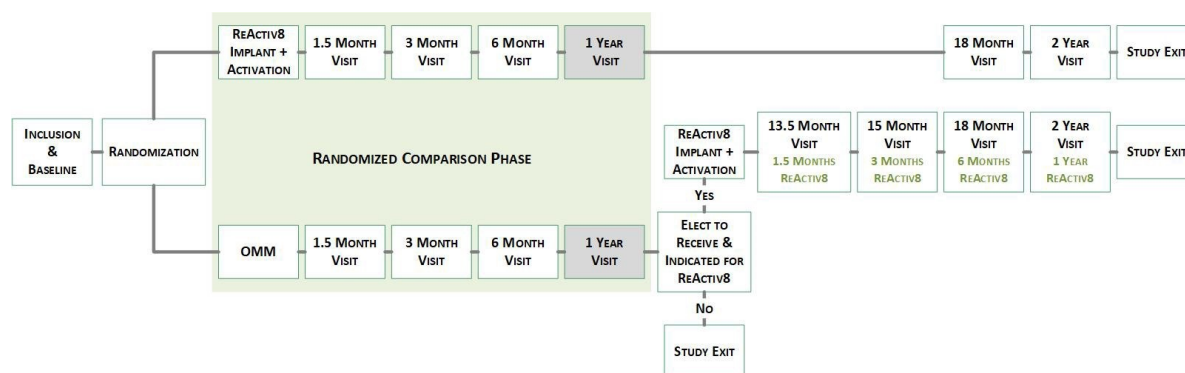 REACTIV8
IMPLANT +
ACTIVATION
1.5 MONTH
VISIT
3 MONTH
VISIT
6 MONTH
VISIT
1 YEAR
VISIT
18 MONTH
VISIT
2 YEAR
VISIT
STUDY EXIT
INCLUSION
&
BASELINE
RANDOMIZATION
RANDOMIZED COMPARISON PHASE
REACTIV8
IMPLANT +
ACTIVATION
13.5 MONTH
VISIT
1.5 MONTHS
REACTIV8
15 MONTH
VISIT
3 MONTHS
REACTIV8
18 MONTH
VISIT
6 MONTHS
REACTIV8
2 YEAR
VISIT
1 YEAR
REACTIV8
STUDY EXIT
YES
OMM
1.5 MONTH
VISIT
3 MONTH
VISIT
6 MONTH
VISIT
1 YEAR
VISIT
ELECT TO
RECEIVE &
INDICATED FOR
REACTIV8
NO
STUDY EXIT